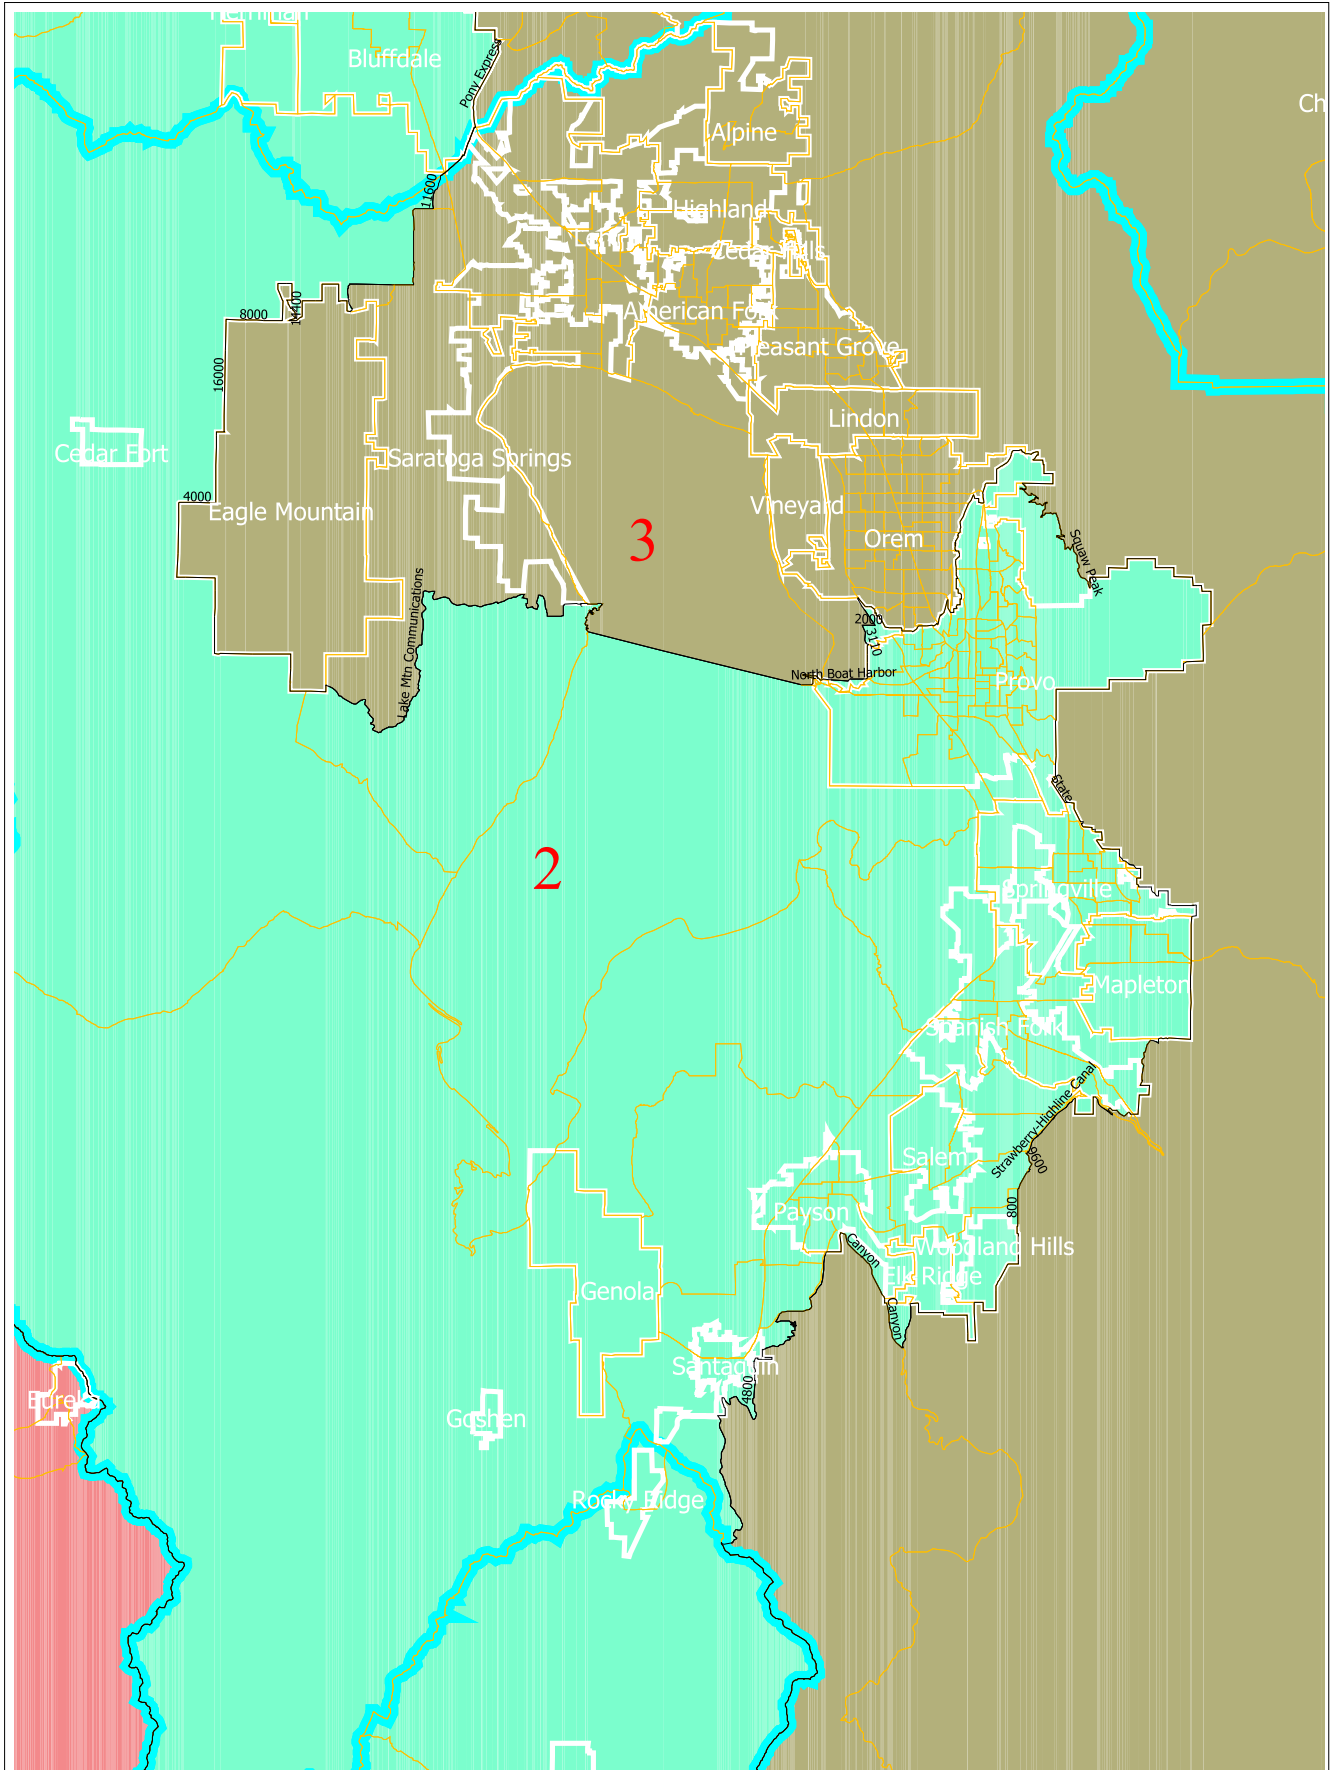 Herriman
Bluffdale
Pony Express
Ch
Alpine
11600
Highland
Lehi
Cedar Hills
8000
14400
American Fork
Pleasant Grove
16000
Lindon
Cedar Fort
Saratoga Springs
4000
Eagle Mountain
Vineyard
3
Orem
Squaw Peak
Lake Mtn Communications
2000
3110
North Boat Harbor
Provo
State
2
Springville
Mapleton
Spanish Fork
Strawberry-Highline Canal
Salem
9600
800
Payson
Canyon
Woodland Hills
Elk Ridge
Genola
Canyon
Santaquin
4800
Eureka
Goshen
Rocky Ridge